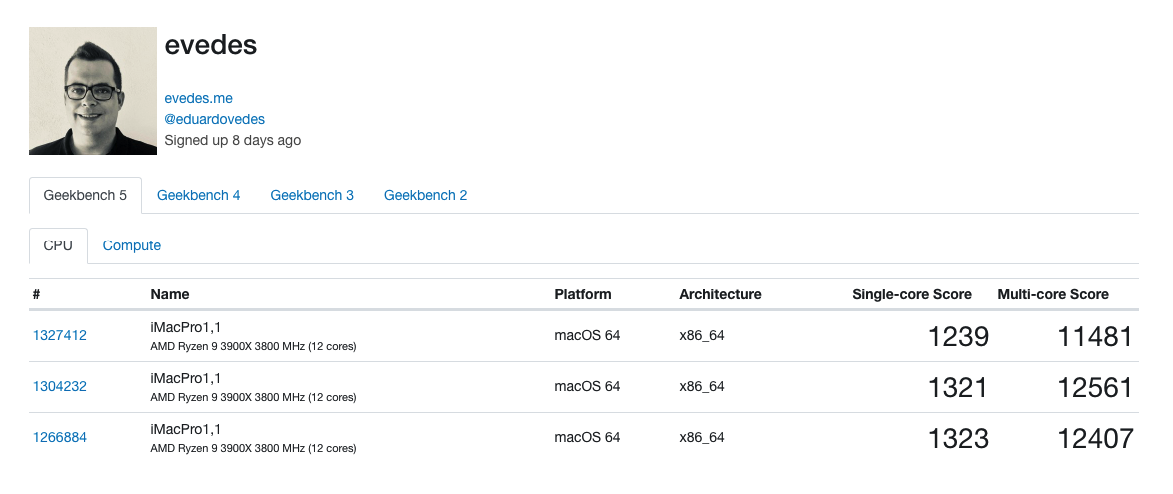 evedes
evedes.me
@eduardovedes
Signed up 8 days ago
Geekbench 5 Geekbench 4 Geekbench 3 Geekbench 2
CPU Compute
# Name Platform Architecture Single-core Score Multi-core Score
1327412 iMacPro1,1 macOS 64 x86_64 1239 11481
AMD Ryzen 9 3900X 3800 MHz (12 cores)
1304232 iMacPro1,1 macOS 64 x86_64 1321 12561
AMD Ryzen 9 3900X 3800 MHz (12 cores)
1266884 iMacPro1,1 macOS 64 x86_64 1323 12407
AMD Ryzen 9 3900X 3800 MHz (12 cores)